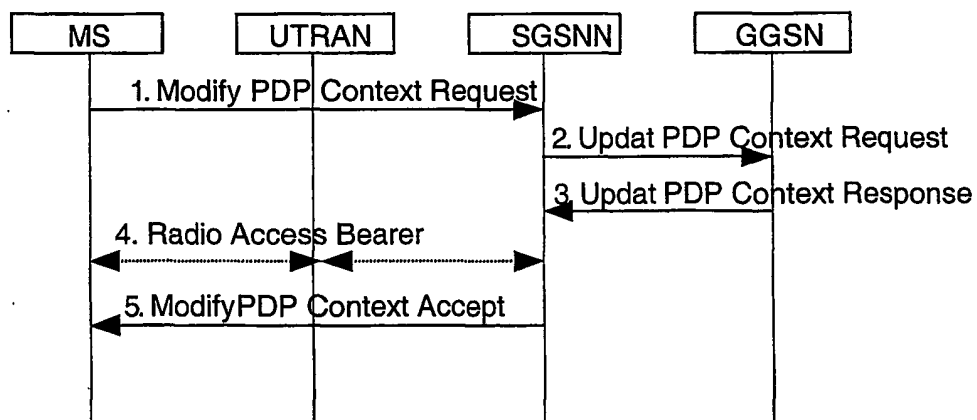 MS
UTRAN
SGSNN
GGSN
1. Modify PDP Context Request
2. Updat PDP Context Request
3. Updat PDP Context Response
4. Radio Access Bearer
5. ModifyPDP Context Accept